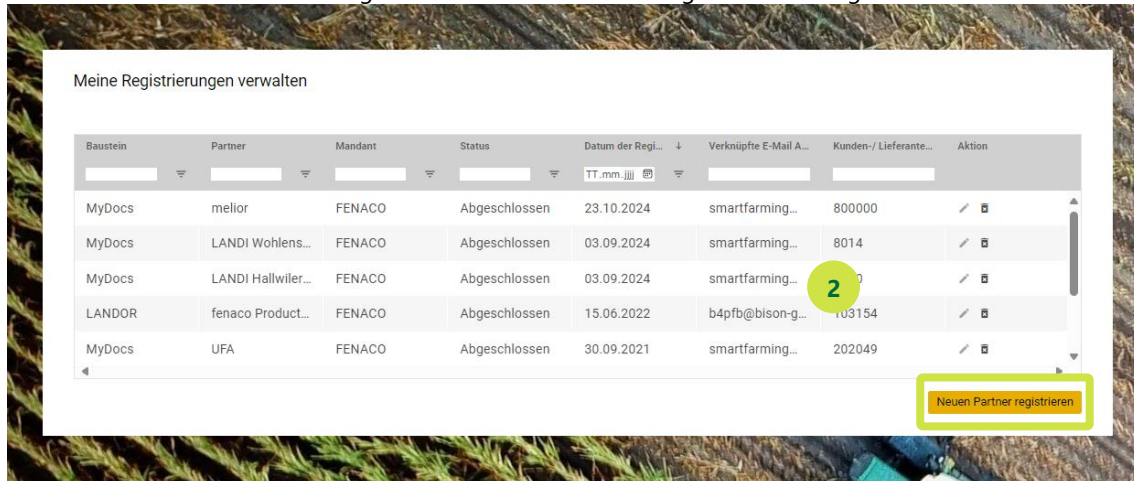 Meine Registrierungen verwalten
Baustein Partner Mandant Status Datum der Regi... ↓ Verknüpfte E-Mail A... Kunden-/ Lieferante... Aktion
TT.mm.jjjj
MyDocs melior FENACO Abgeschlossen 23.10.2024 smartfarming... 800000
MyDocs LANDI Wohlens... FENACO Abgeschlossen 03.09.2024 smartfarming... 8014
MyDocs LANDI Hallwiler... FENACO Abgeschlossen 03.09.2024 smartfarming...
2
LANDOR fenaco Product... FENACO Abgeschlossen 15.06.2022 b4pfb@bison-g... 103154
MyDocs UFA FENACO Abgeschlossen 30.09.2021 smartfarming... 202049
Neuen Partner registrieren